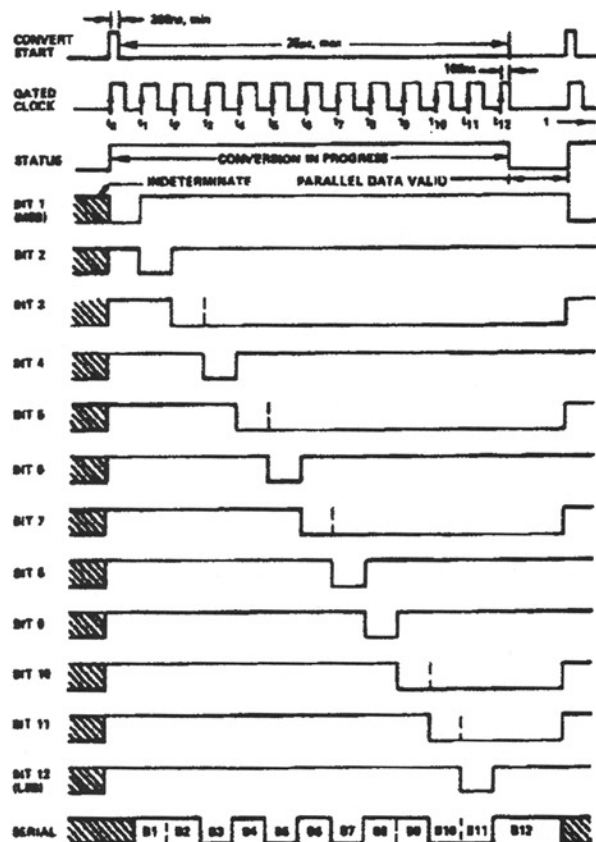 200ns, min
CONVERT START
25µs, max
100ns
GATED CLOCK
t0 t1 t2 t3 t4 t5 t6 t7 t8 t9 t10 t11 t12
STATUS
CONVERSION IN PROGRESS
INDETERMINATE PARALLEL DATA VALID
BIT 1
(MSB)
BIT 2
BIT 3
BIT 4
BIT 5
BIT 6
BIT 7
BIT 8
BIT 9
BIT 10
BIT 11
BIT 12
(LSB)
SERIAL B1 B2 B3 B4 B5 B6 B7 B8 B9 B10 B11 B12